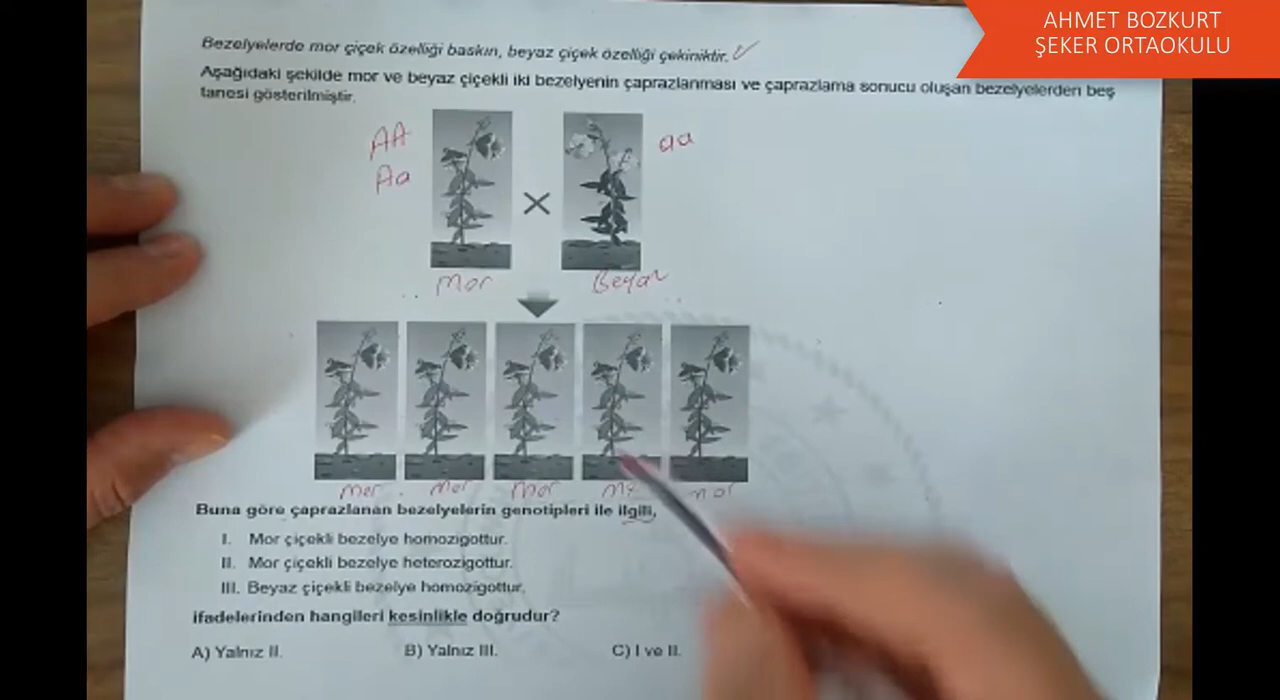 AHMET BOZKURT
ŞEKER ORTAOKULU
Bezelyelerde mor çiçek özelliği baskın, beyaz çiçek özelliği çekiniktir.
Aşağıdaki şekilde mor ve beyaz çiçekli iki bezelyenin çaprazlanması ve çaprazlama sonucu oluşan bezelyelerden beş
tanesi gösterilmiştir.
AA
Aa
aa
Mor
Beyaz
mor mor mor mor
Buna göre çaprazlanan bezelyelerin genotipleri ile ilgili,
I. Mor çiçekli bezelye homozigottur.
II. Mor çiçekli bezelye heterozigottur.
III. Beyaz çiçekli bezelye homozigottur.
ifadelerinden hangileri kesinlikle doğrudur?
A) Yalnız II. B) Yalnız III. C) I ve II.